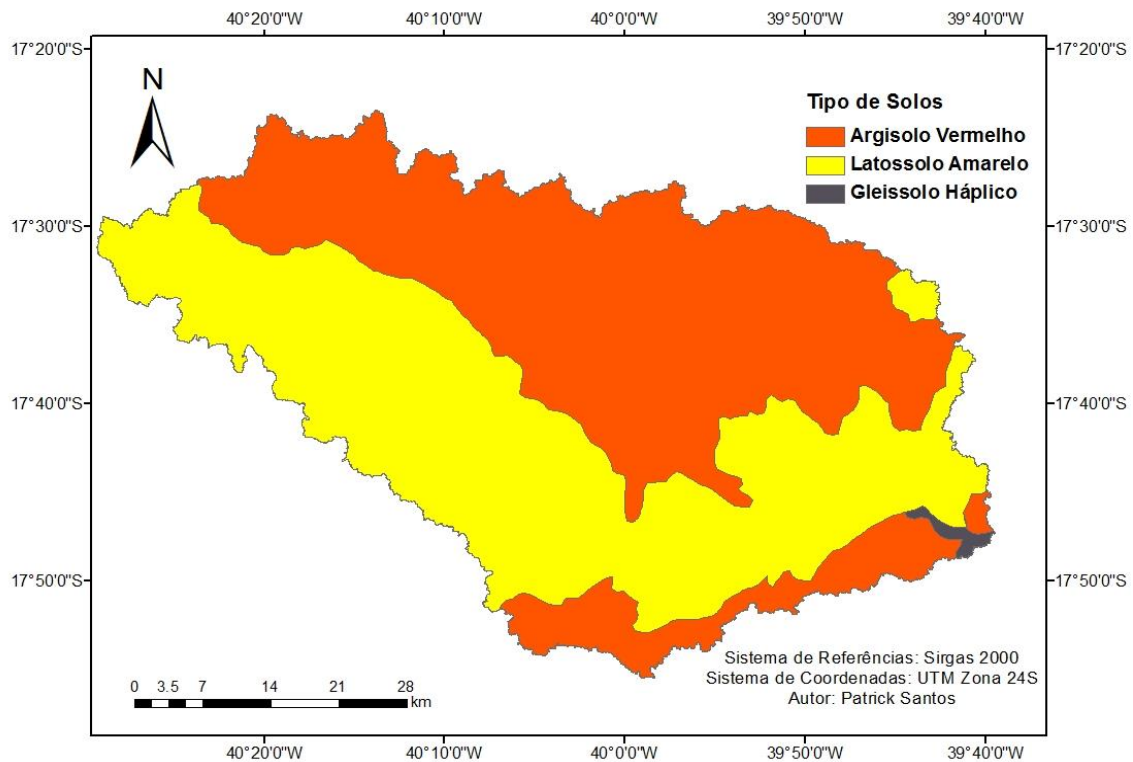 40°20'0"W 40°10'0"W 40°0'0"W 39°50'0"W 39°40'0"W
17°20'0"S 17°20'0"S
N
Tipo de Solos
Argisolo Vermelho
Latossolo Amarelo
Gleissolo Háplico
17°30'0"S 17°30'0"S
17°40'0"S 17°40'0"S
17°50'0"S 17°50'0"S
Sistema de Referências: Sirgas 2000
Sistema de Coordenadas: UTM Zona 24S
Autor: Patrick Santos
0 3.5 7 14 21 28
km
40°20'0"W 40°10'0"W 40°0'0"W 39°50'0"W 39°40'0"W